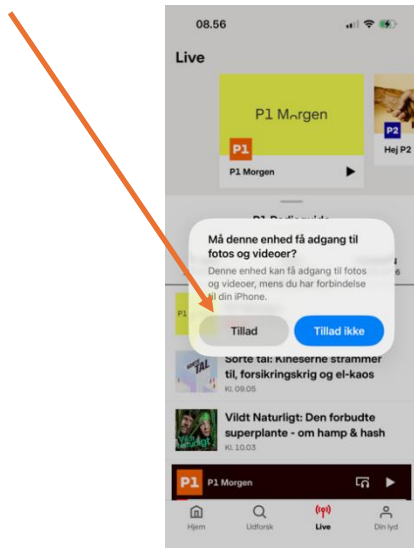 08.56
Live
P1 Morgen
P1
P1 Morgen
P2
Hej P2
Må denne enhed få adgang til
fotos og videoer?
Denne enhed kan få adgang til fotos
og videoer, mens du har forbindelse
til din iPhone.
Tillad
Tillad ikke
TAL
Sorte tal: Kineserne strammer
til, forsikringskrig og el-kaos
Kl. 09.05
Vildt Naturligt: Den forbudte
superplante - om hamp & hash
Kl. 10.03
P1
P1 Morgen
Hjem
Udforsk
Live
Din lyd